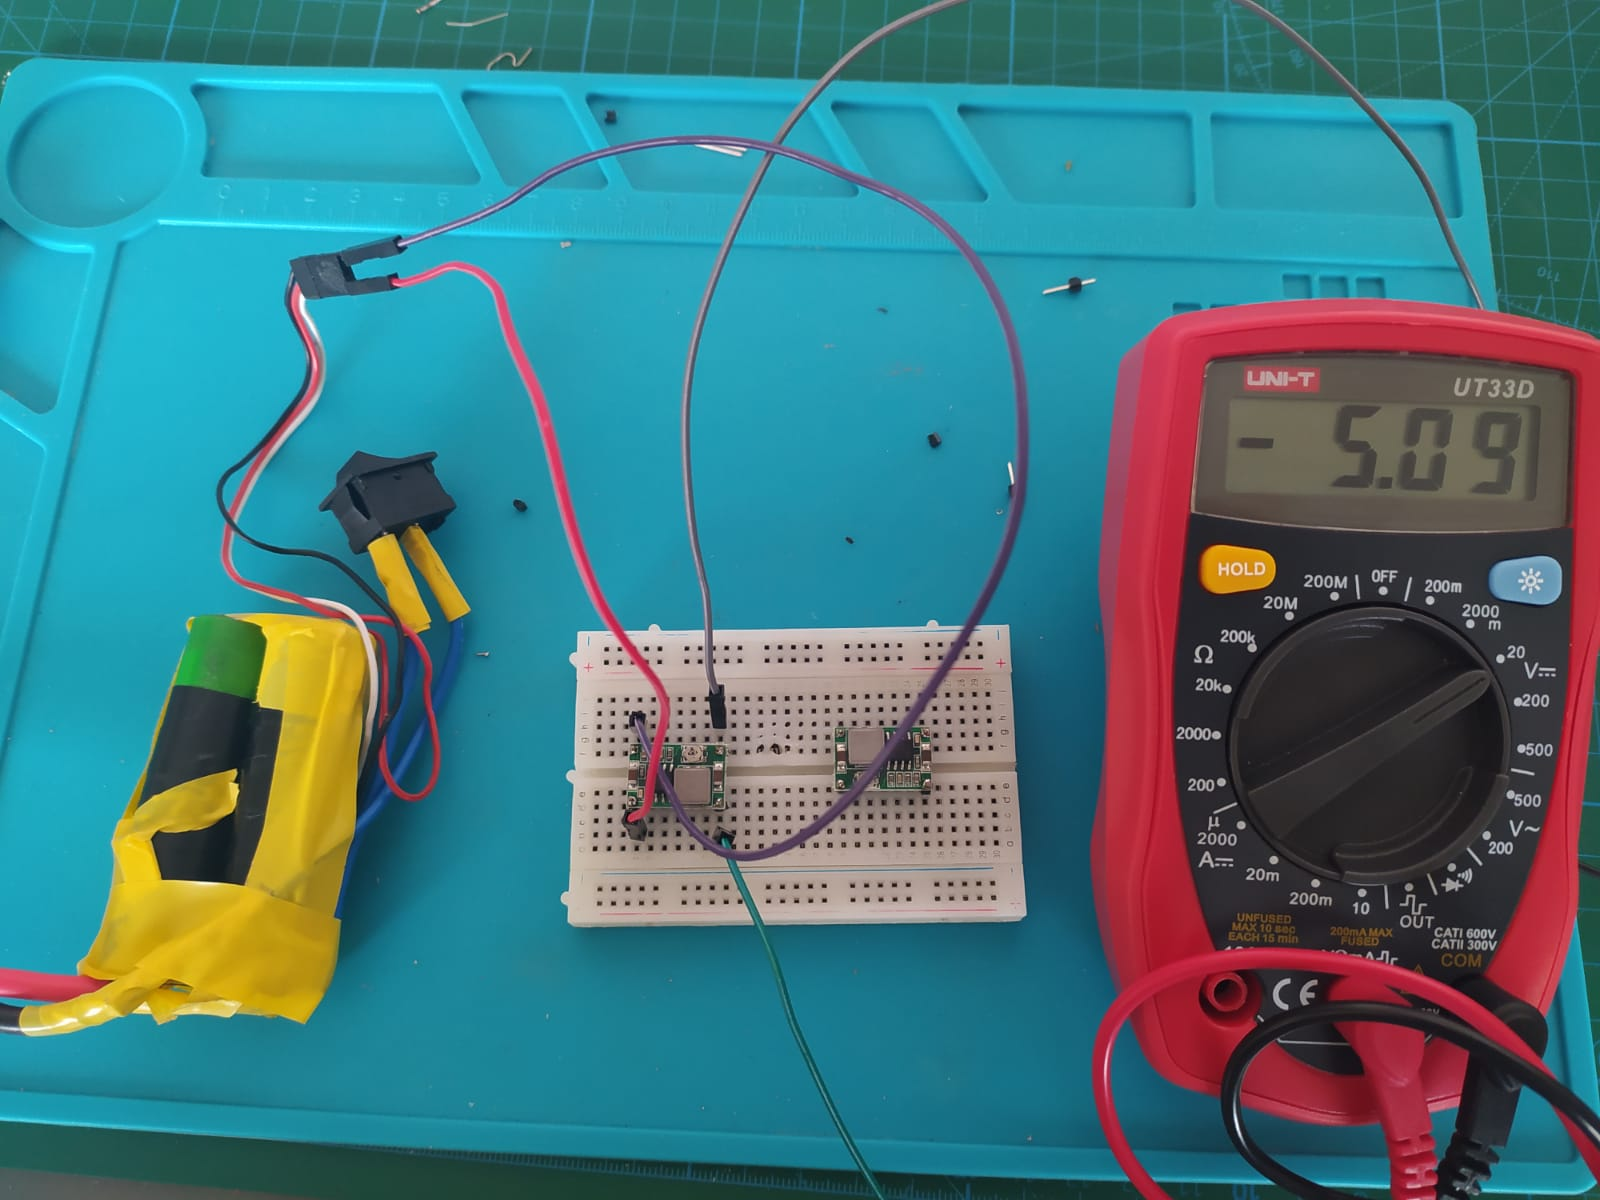 UNI-T
UT33D
- 5.09
HOLD
200M
OFF
200m
20M
2000
m
200k
20
Ω
V
20k
200
2000
500
200
500
μ
V~
2000
200
A
20m
200m
10
OUT
UNFUSED
MAX 10 sec
EACH 15 min
200mA MAX
FUSED
CATI 600V
CATII 300V
COM
CE
+
+